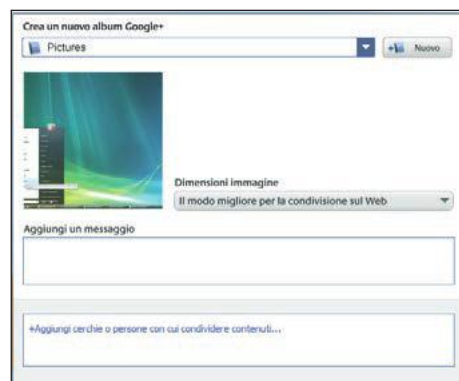 Crea un nuovo album Google+
Pictures
Nuovo
Dimensioni immagine
Il modo migliore per la condivisione sul Web
Aggiungi un messaggio
+Aggiungi cerchie o persone con cui condividere contenuti...